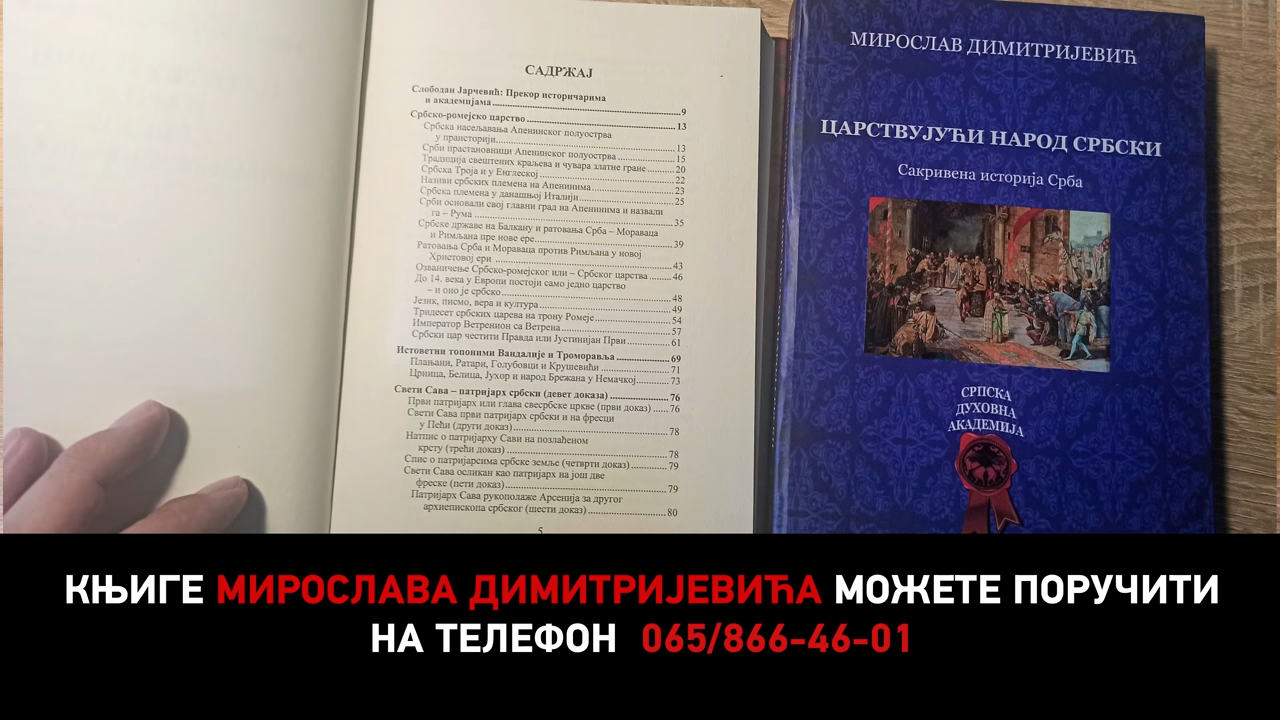 САДРЖАЈ
Слободан Јарчевић: Прекор историчарима
и академијама....................................................9
Србско-ромејско царство....................................................13
Србска насељавања Апенинског полуострва
у праисторији....................................................13
Срби прастановници Апенинског полуострва....................15
Традиција свештених краљева и чувара златне гране..........20
Србска Троја и у Енглеској....................................................22
Називи србских племена на Апенинима....................23
Србска племена у данашњој Италији....................25
Срби основали свој главни град на Апенинима и назвали
га – Рума....................................................35
Србске државе на Балкану и ратовања Срба – Мораваца
и Римљана пре нове ере....................................................39
Ратовања Срба и Мораваца против Римљана у новој
Христовој ери....................................................43
Озваничење Србско-ромејског или – Србског царства.......46
До 14. века у Европи постоји само једно царство
– и оно је србско....................................................48
Језик, писмо, вера и култура....................................................49
Тридесет србских царева на трону Ромеје....................54
Император Ветренион са Ветрена....................57
Србски цар честити Правда или Јустинијан Први..........61
Истоветни топоними Вандалије и Троморавља....................69
Плањани, Ратари, Голубовци и Крушевићи....................71
Црница, Белица, Јухор и народ Брежана у Немачкој.......73
Свети Сава – патријарх србски (девет доказа)....................76
Први патријарх или глава свесрбске цркве (први доказ).....76
Свети Сава први патријарх србски и на фресци
у Пећи (други доказ)....................................................78
Натпис о патријарху Сави на позлаћеном
крсту (трећи доказ)....................................................78
Спис о патријарсима србске земље (четврти доказ)..........79
Свети Сава осликан као патријарх на још две
фреске (пети доказ)....................................................79
Патријарх Сава рукоположе Арсенија за другог
архиепископа србског (шести доказ)....................80
5
МИРОСЛАВ ДИМИТРИЈЕВИЋ
ЦАРСТВУЈУЋИ НАРОД СРБСКИ
Сакривена историја Срба
СРПСКА
ДУХОВНА
АКАДЕМИЈА
КЊИГЕ МИРОСЛАВА ДИМИТРИЈЕВИЋА МОЖЕТЕ ПОРУЧИТИ
НА ТЕЛЕФОН 065/866-46-01